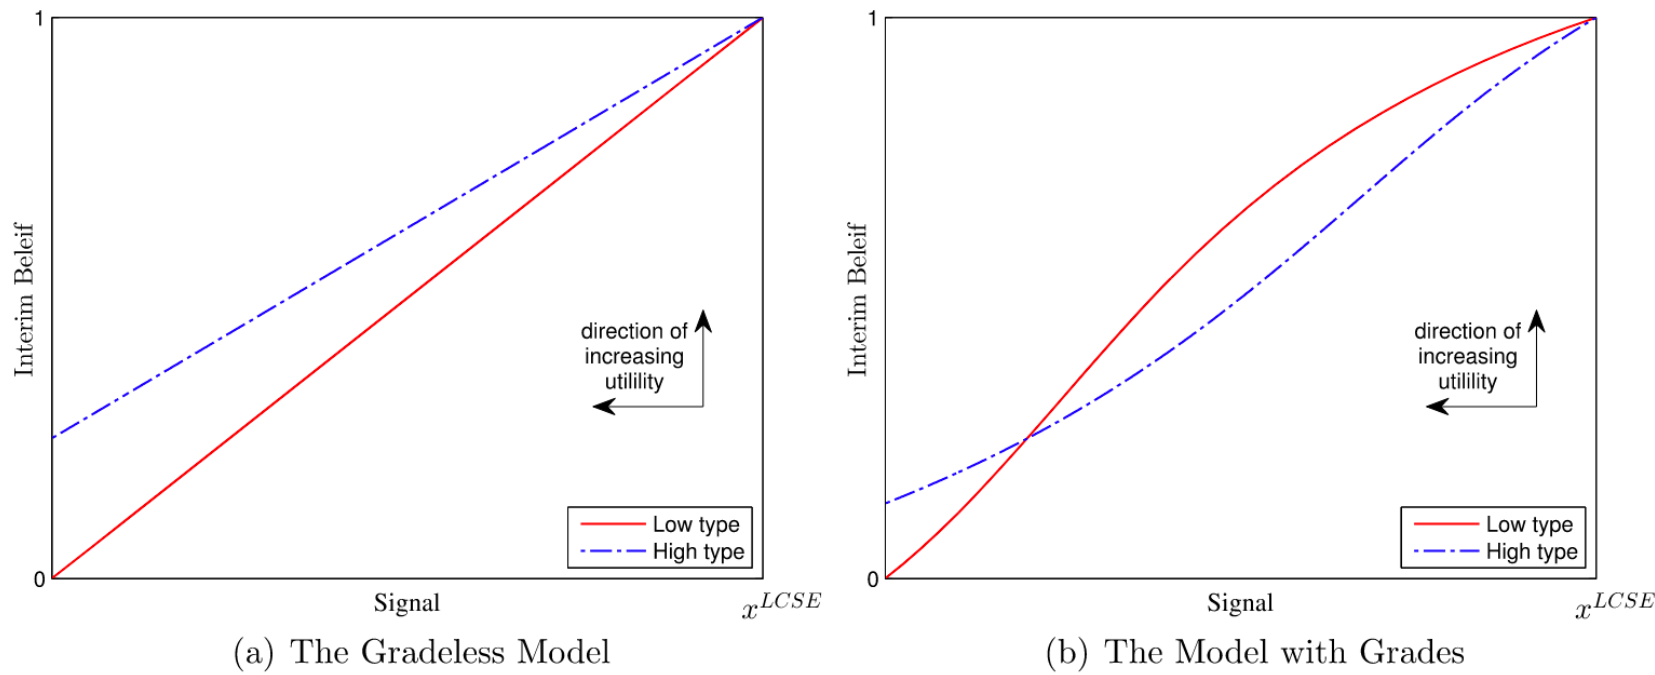 1
Interim Beleif
direction of
increasing
utilility
Low type
High type
0
Signal
x^{LCSE}
(a) The Gradeless Model
1
Interim Beleif
direction of
increasing
utilility
Low type
High type
0
Signal
x^{LCSE}
(b) The Model with Grades